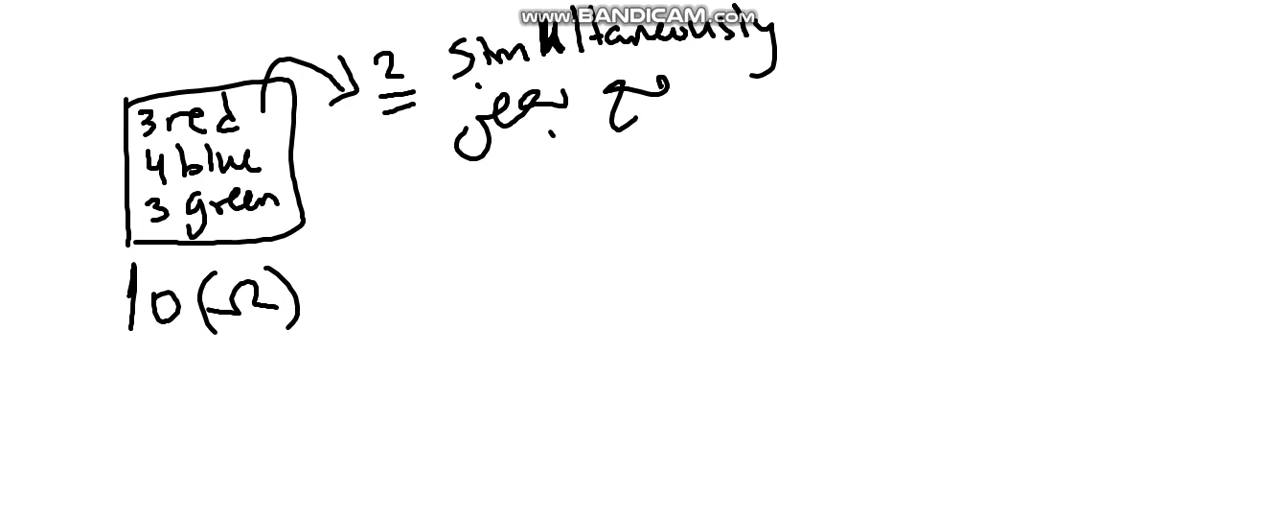 www.BANDICAM.com
2 simultaneously
3 red
4 blue
3 green
10 (Ω)